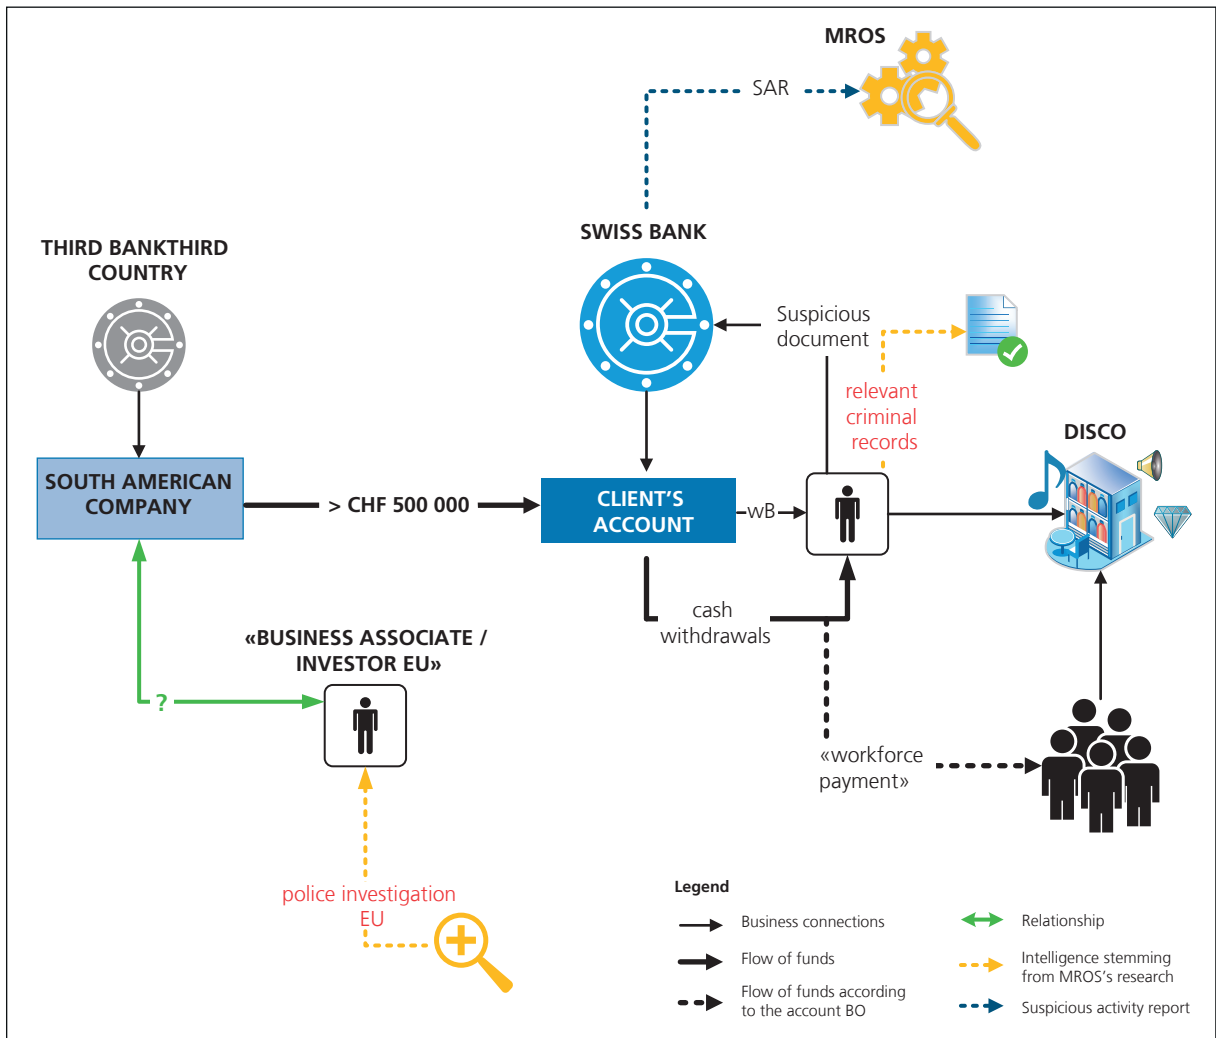 MROS
SAR
SWISS BANK
THIRD BANKTHIRD
COUNTRY
Suspicious
document
relevant
criminal
records
DISCO
SOUTH AMERICAN
COMPANY
> CHF 500 000
CLIENT'S
ACCOUNT
wB
cash
withdrawals
«BUSINESS ASSOCIATE /
INVESTOR EU»
?
«workforce
payment»
police investigation
EU
Legend
Business connections
Flow of funds
Flow of funds according
to the account BO
Relationship
Intelligence stemming
from MROS's research
Suspicious activity report